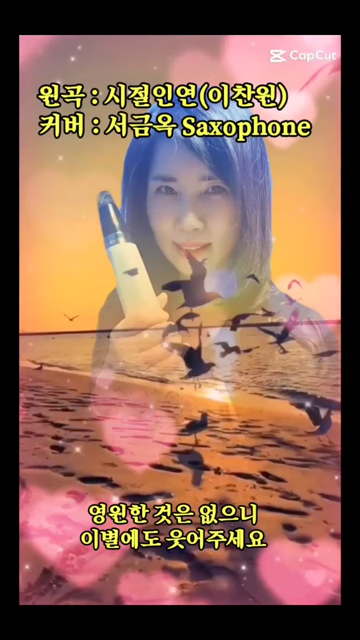 CapCut
원곡 : 시절인연(이찬원)
커버 : 서금옥 Saxophone
영원한 것은 없으니
이별에도 웃어주세요